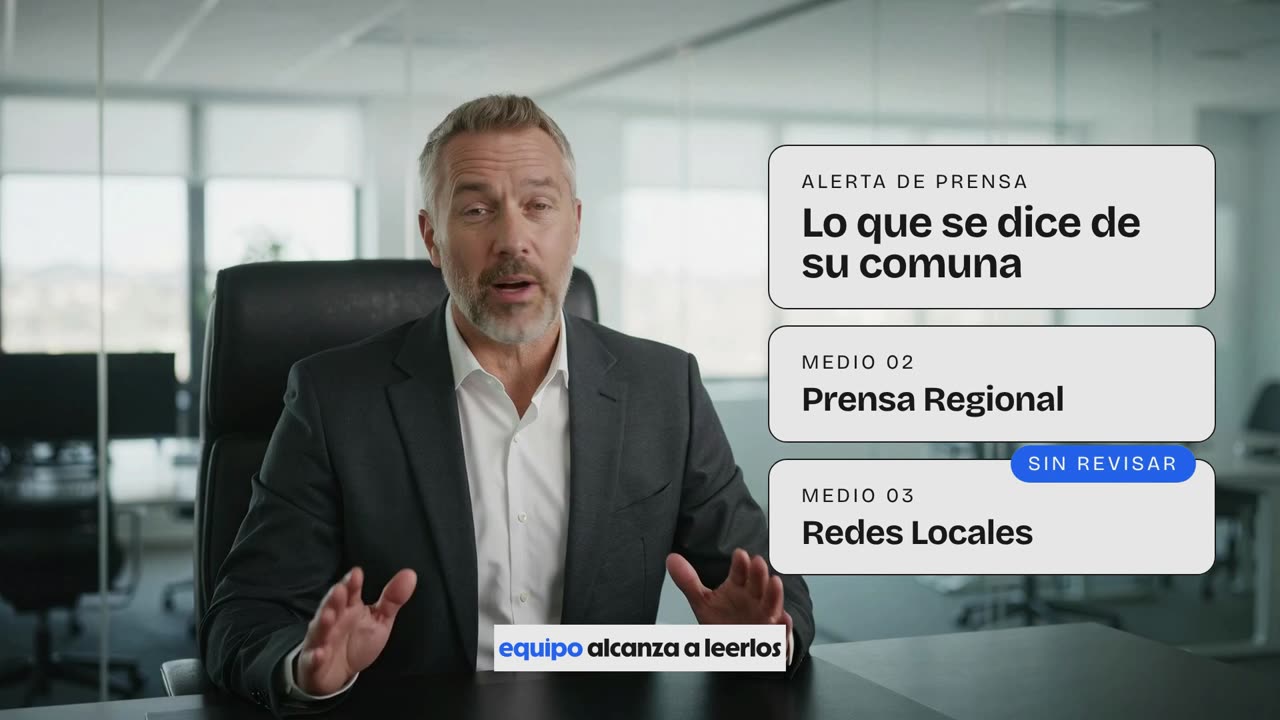 ALERTA DE PRENSA
Lo que se dice de
su comuna
MEDIO 02
Prensa Regional
SIN REVISAR
MEDIO 03
Redes Locales
equipo alcanza a leerlos